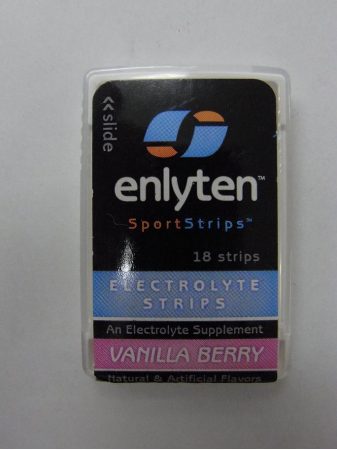 << slide
enlyten™
SportStrips™
18 strips
ELECTROLYTE
STRIPS
An Electrolyte Supplement
VANILLA BERRY
Natural & Artificial Flavors